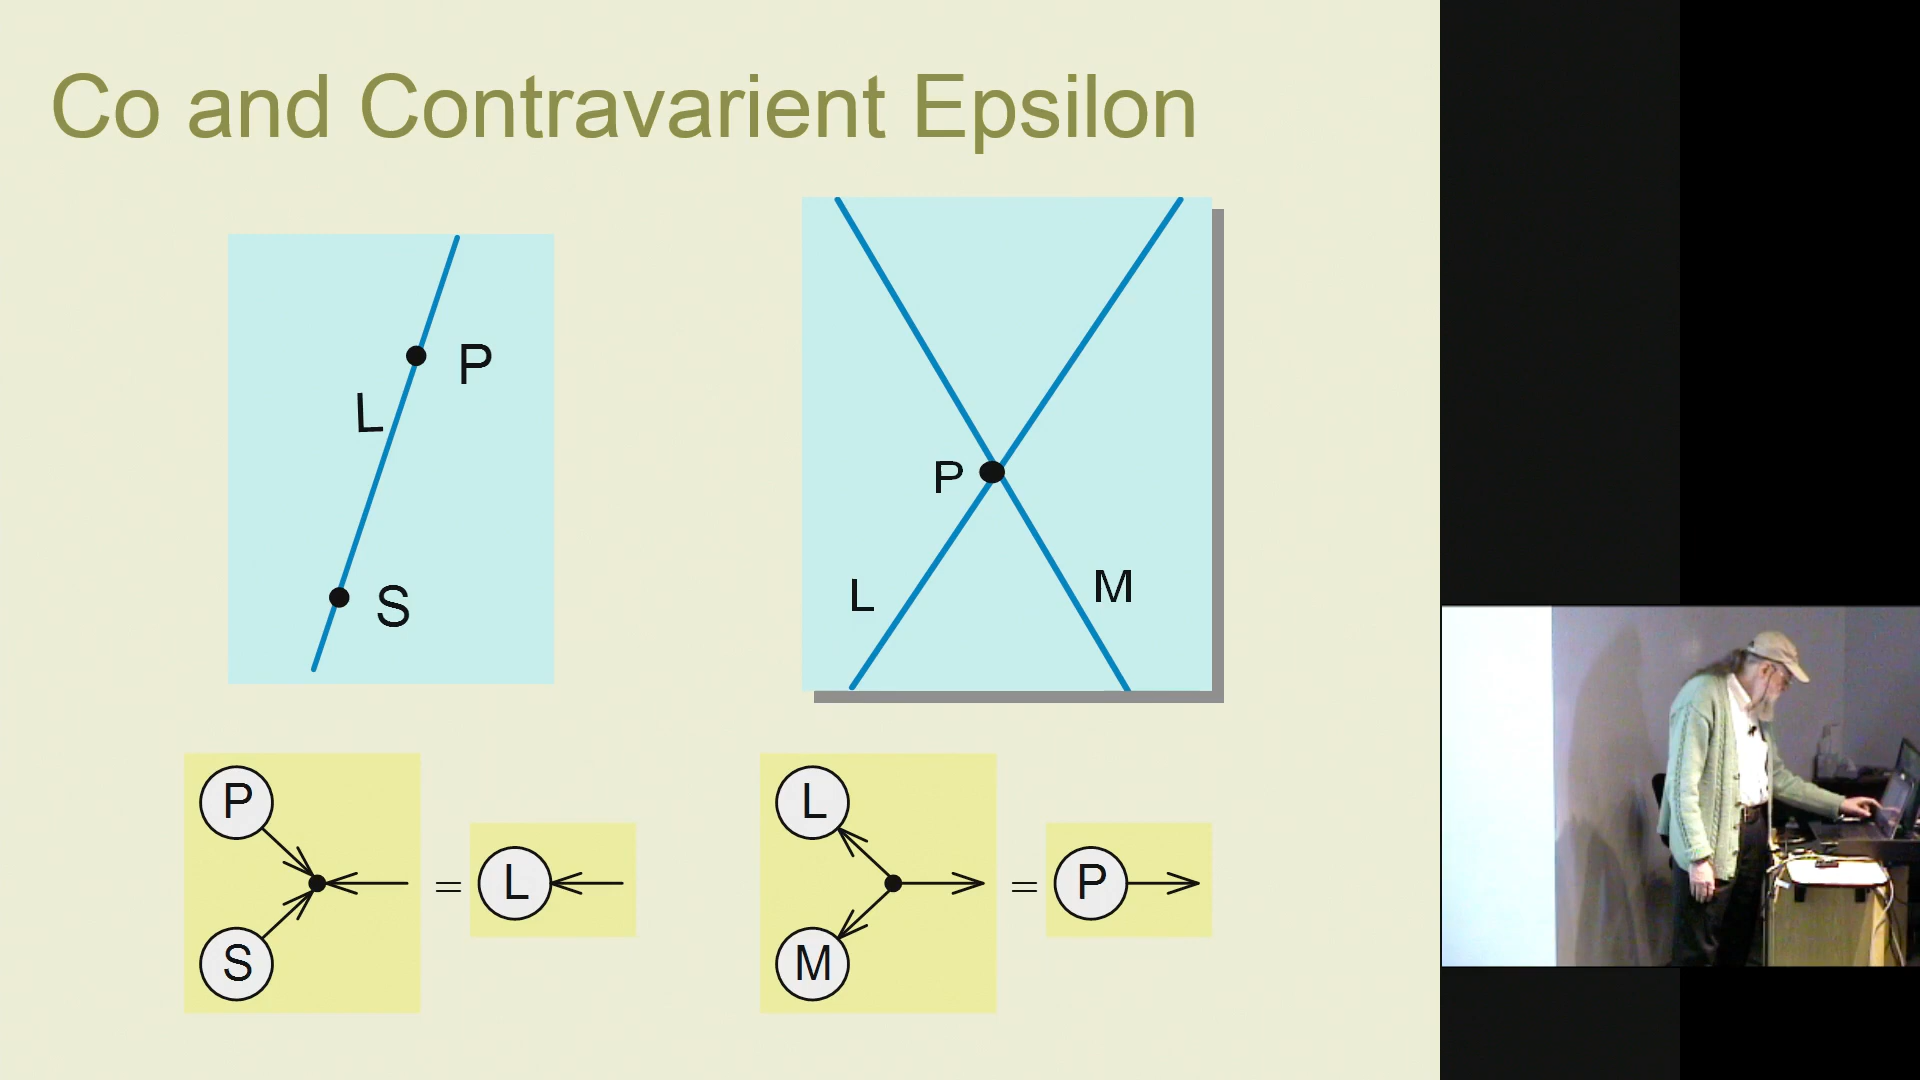 Co and Contravarient Epsilon
P
L
S
P
L
M
P
S
=
L
L
M
=
P